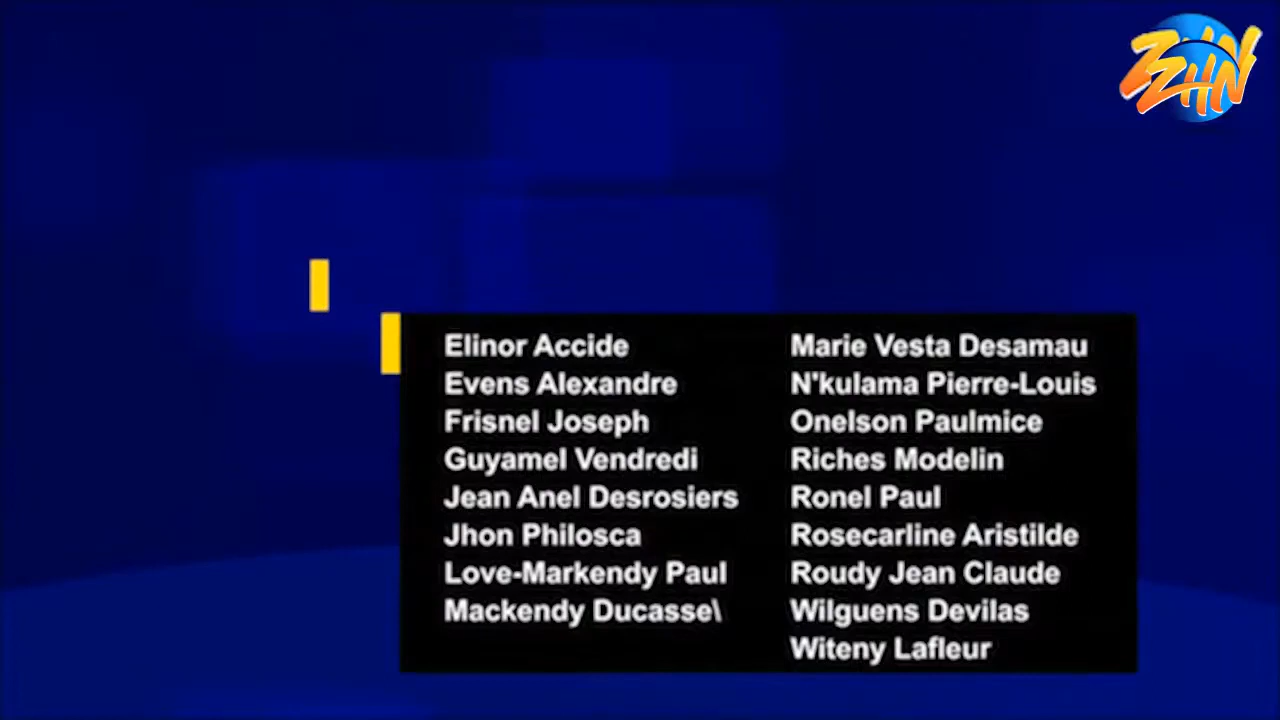 ZHN
ZHN
Elinor Accide
Evens Alexandre
Frisnel Joseph
Guyamel Vendredi
Jean Anel Desrosiers
Jhon Philosca
Love-Markendy Paul
Mackendy Ducasse\
Marie Vesta Desamau
N'kulama Pierre-Louis
Onelson Paulmice
Riches Modelin
Ronel Paul
Rosecarline Aristilde
Roudy Jean Claude
Wilguens Devilas
Witeny Lafleur